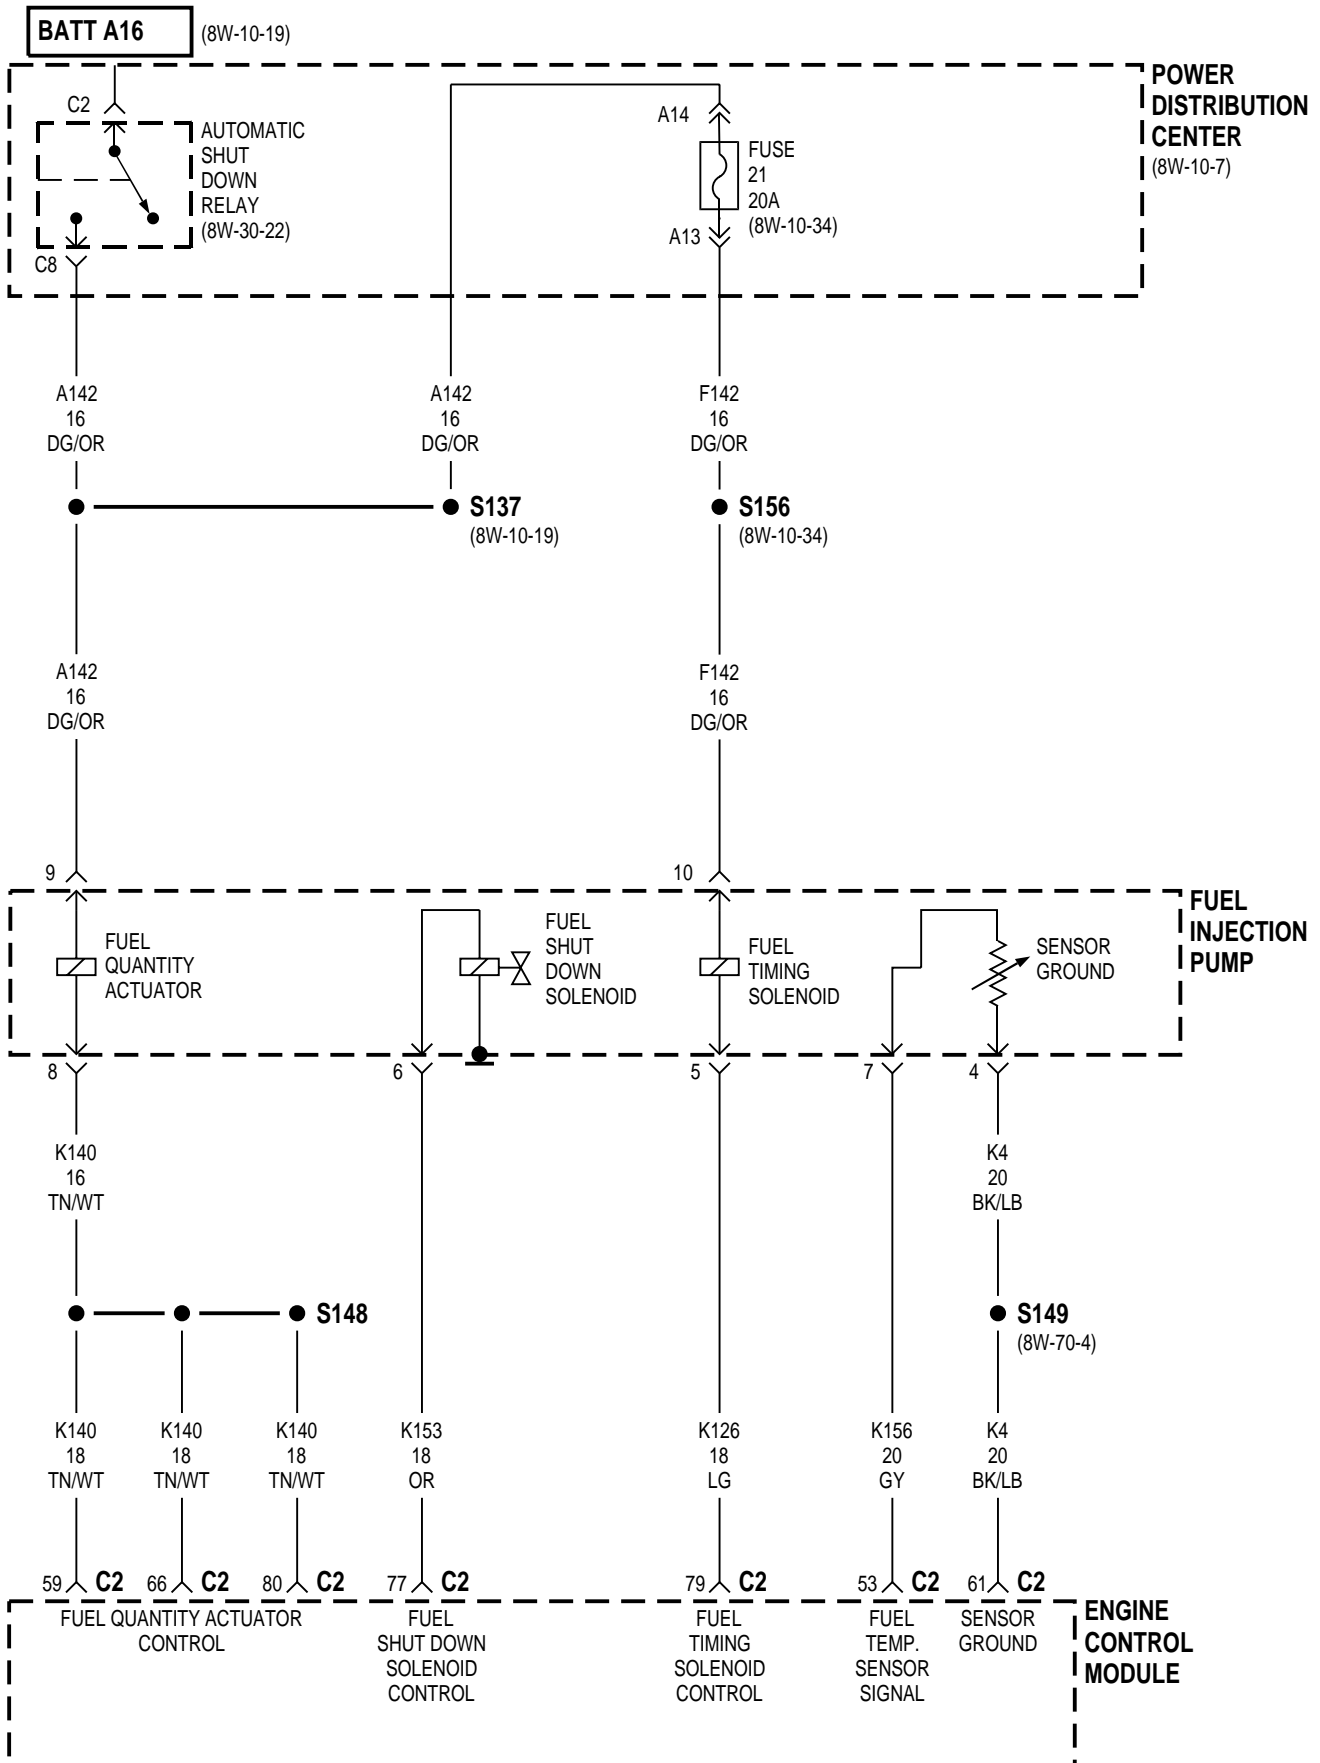 BATT A16
(8W-10-19)
POWER
DISTRIBUTION
CENTER
(8W-10-7)
C2
AUTOMATIC
SHUT
DOWN
RELAY
(8W-30-22)
C8
A14
FUSE
21
20A
(8W-10-34)
A13
A142
16
DG/OR
A142
16
DG/OR
F142
16
DG/OR
S137
(8W-10-19)
S156
(8W-10-34)
A142
16
DG/OR
F142
16
DG/OR
9
10
FUEL
INJECTION
PUMP
FUEL
QUANTITY
ACTUATOR
FUEL
SHUT
DOWN
SOLENOID
FUEL
TIMING
SOLENOID
SENSOR
GROUND
8
6
5
7
4
K140
16
TN/WT
K4
20
BK/LB
S148
S149
(8W-70-4)
K140
18
TN/WT
K140
18
TN/WT
K140
18
TN/WT
K153
18
OR
K126
18
LG
K156
20
GY
K4
20
BK/LB
59 C2
66 C2
80 C2
77 C2
79 C2
53 C2
61 C2
FUEL QUANTITY ACTUATOR
CONTROL
FUEL
SHUT DOWN
SOLENOID
CONTROL
FUEL
TIMING
SOLENOID
CONTROL
FUEL
TEMP.
SENSOR
SIGNAL
SENSOR
GROUND
ENGINE
CONTROL
MODULE